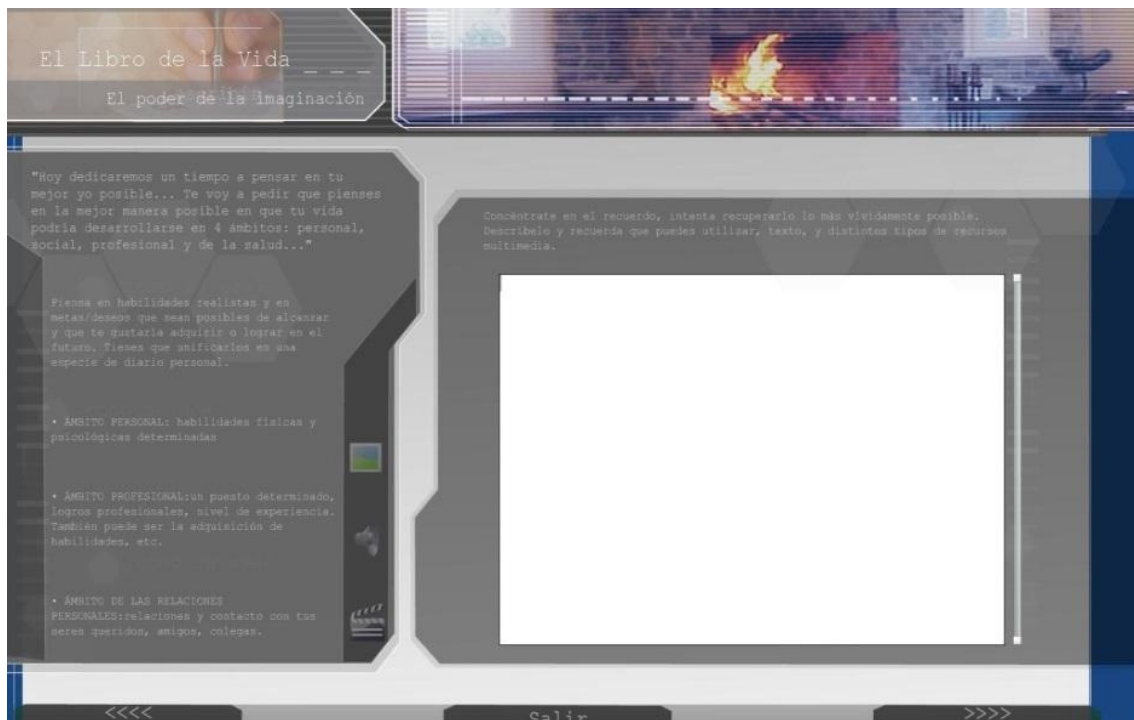 El Libro de la Vida _ _ _
El poder de la imaginación
"Hoy dedicaremos un tiempo a pensar en tu
mejor yo posible... Te voy a pedir que pienses
en la mejor manera posible en que tu vida
podría desarrollarse en 4 ámbitos: personal,
social, profesional y de la salud..."
Piensa en habilidades realistas y en
metas/deseos que sean posibles de alcanzar
y que te gustaría adquirir o lograr en el
futuro. Tienes que unificarlos en una
especie de diario personal.
• ÁMBITO PERSONAL: habilidades físicas y
psicológicas determinadas
• ÁMBITO PROFESIONAL:un puesto determinado,
logros profesionales, nivel de experiencia.
También puede ser la adquisición de
habilidades, etc.
• ÁMBITO DE LAS RELACIONES
PERSONALES:relaciones y contacto con tus
seres queridos, amigos, colegas.
Concéntrate en el recuerdo, intenta recuperarlo lo más vívidamente posible.
Descríbelo y recuerda que puedes utilizar, texto, y distintos tipos de recursos
multimedia.
<<<<
Salir
>>>>